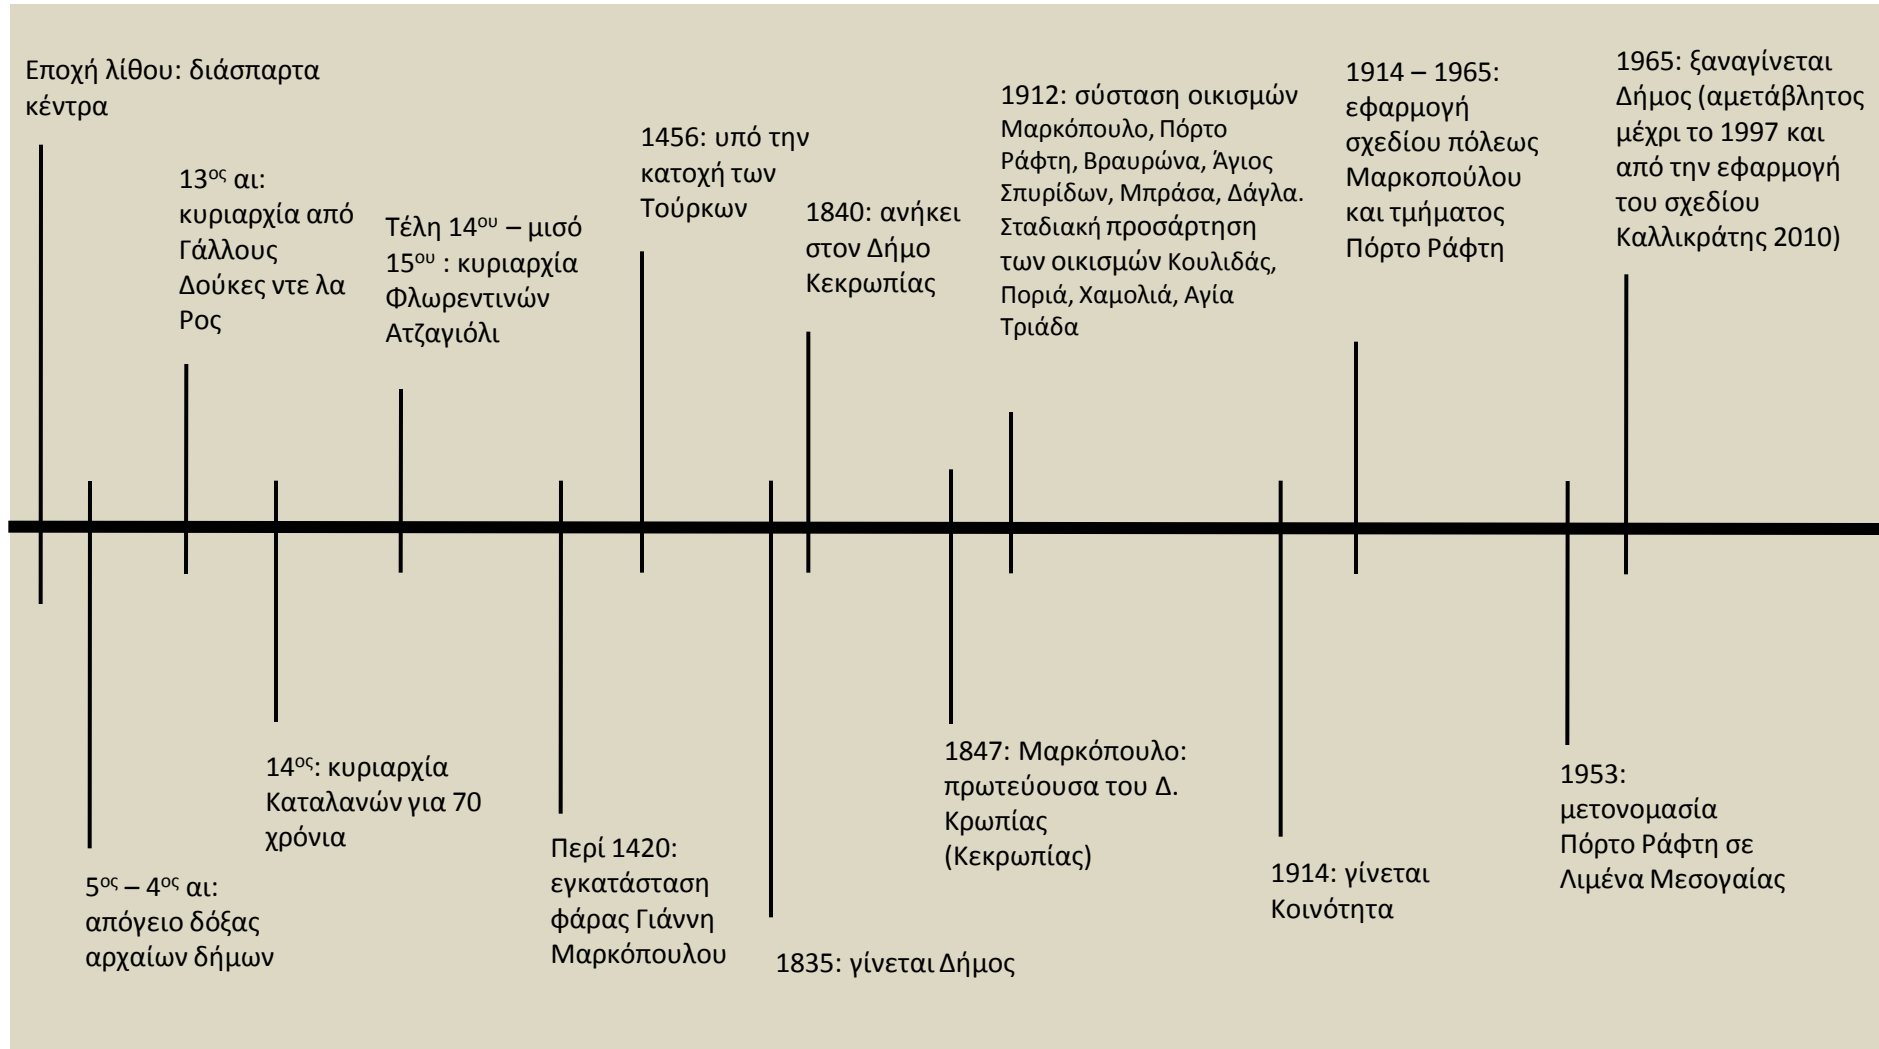 Εποχή λίθου: διάσπαρτα
κέντρα
5ος – 4ος αι:
απόγειο δόξας
αρχαίων δήμων
13ος αι:
κυριαρχία από
Γάλλους
Δούκες ντε λα
Ρος
14ος: κυριαρχία
Καταλανών για 70
χρόνια
Τέλη 14ου – μισό
15ου : κυριαρχία
Φλωρεντινών
Ατζαγιόλι
Περί 1420:
εγκατάσταση
φάρας Γιάννη
Μαρκόπουλου
1456: υπό την
κατοχή των
Τούρκων
1835: γίνεται Δήμος
1840: ανήκει
στον Δήμο
Κεκρωπίας
1847: Μαρκόπουλο:
πρωτεύουσα του Δ.
Κρωπίας
(Κεκρωπίας)
1912: σύσταση οικισμών
Μαρκόπουλο, Πόρτο
Ράφτη, Βραυρώνα, Άγιος
Σπυρίδων, Μπράσα, Δάγλα.
Σταδιακή προσάρτηση
των οικισμών Κουλιδάς,
Ποριά, Χαμολιά, Αγία
Τριάδα
1914: γίνεται
Κοινότητα
1914 – 1965:
εφαρμογή
σχεδίου πόλεως
Μαρκοπούλου
και τμήματος
Πόρτο Ράφτη
1953:
μετονομασία
Πόρτο Ράφτη σε
Λιμένα Μεσογαίας
1965: ξαναγίνεται
Δήμος (αμετάβλητος
μέχρι το 1997 και
από την εφαρμογή
του σχεδίου
Καλλικράτης 2010)